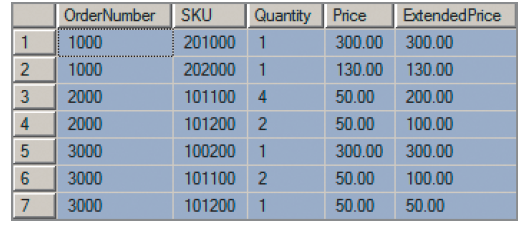 OrderNumber SKU Quantity Price ExtendedPrice
1 1000 201000 1 300.00 300.00
2 1000 202000 1 130.00 130.00
3 2000 101100 4 50.00 200.00
4 2000 101200 2 50.00 100.00
5 3000 100200 1 300.00 300.00
6 3000 101100 2 50.00 100.00
7 3000 101200 1 50.00 50.00